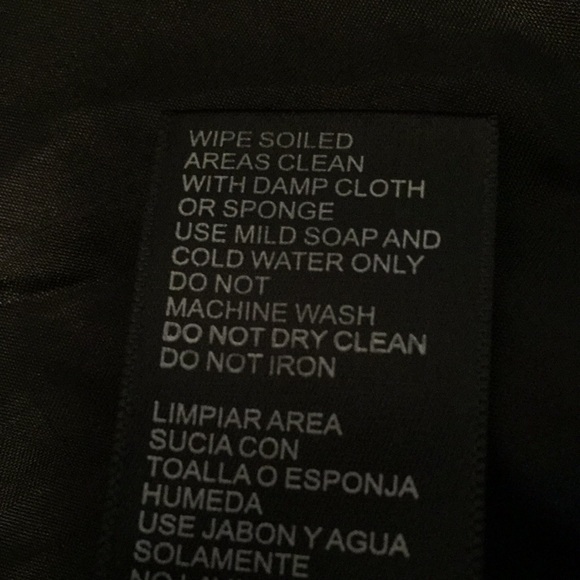 WIPE SOILED
AREAS CLEAN
WITH DAMP CLOTH
OR SPONGE
USE MILD SOAP AND
COLD WATER ONLY
DO NOT
MACHINE WASH
DO NOT DRY CLEAN
DO NOT IRON
LIMPIAR AREA
SUCIA CON
TOALLA O ESPONJA
HUMEDA
USE JABON Y AGUA
SOLAMENTE